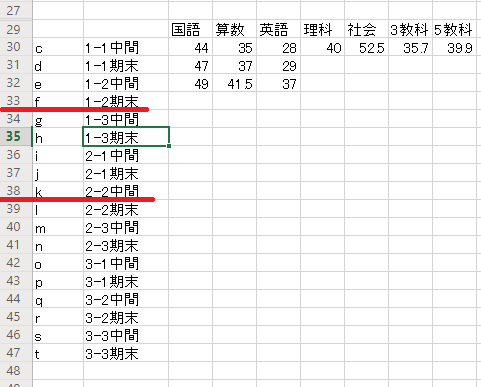 27
28
29 国語 算数 英語 理科 社会 3教科 5教科
30 c 1-1中間 44 35 28 40 52.5 35.7 39.9
31 d 1-1期末 47 37 29
32 e 1-2中間 49 41.5 37
33 f 1-2期末
34 g 1-3中間
35 h 1-3期末
36 i 2-1中間
37 j 2-1期末
38 k 2-2中間
39 l 2-2期末
40 m 2-3中間
41 n 2-3期末
42 o 3-1中間
43 p 3-1期末
44 q 3-2中間
45 r 3-2期末
46 s 3-3中間
47 t 3-3期末
48